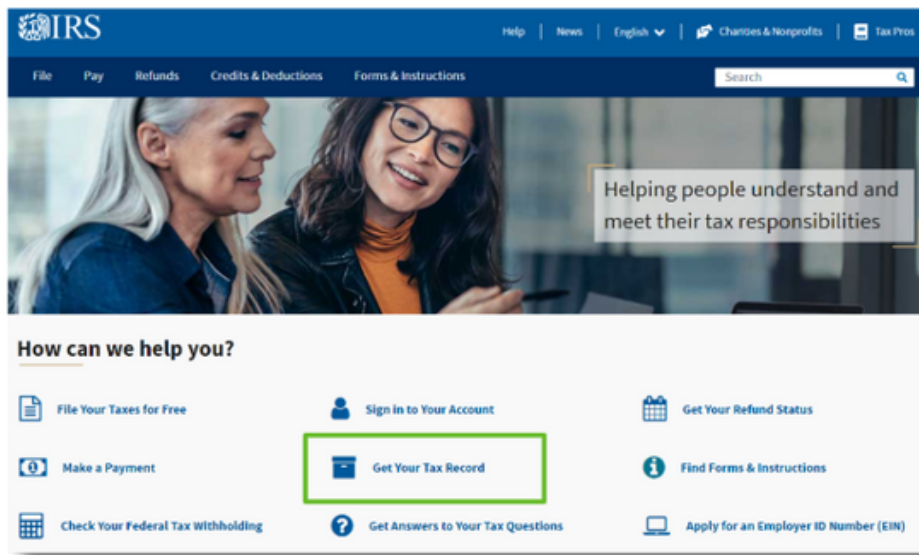 IRS
Help | News | English | Charities & Nonprofits | Tax Pros
File Pay Refunds Credits & Deductions Forms & Instructions Search
Helping people understand and
meet their tax responsibilities
How can we help you?
File Your Taxes for Free Sign in to Your Account Get Your Refund Status
Make a Payment Get Your Tax Record Find Forms & Instructions
Check Your Federal Tax Withholding Get Answers to Your Tax Questions Apply for an Employer ID Number (EIN)